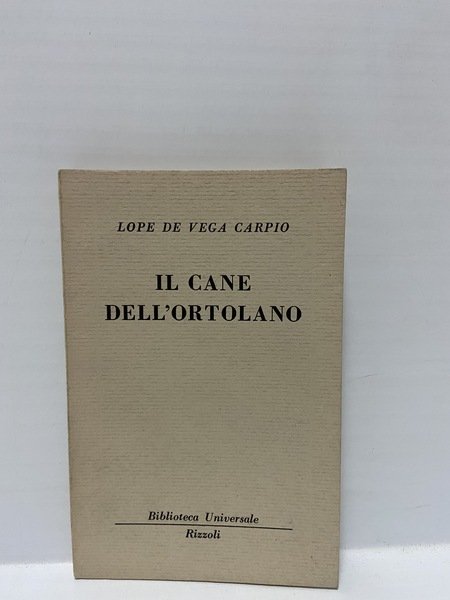 LOPE DE VEGA CARPIO
IL CANE
DELL'ORTOLANO
Biblioteca Universale
Rizzoli